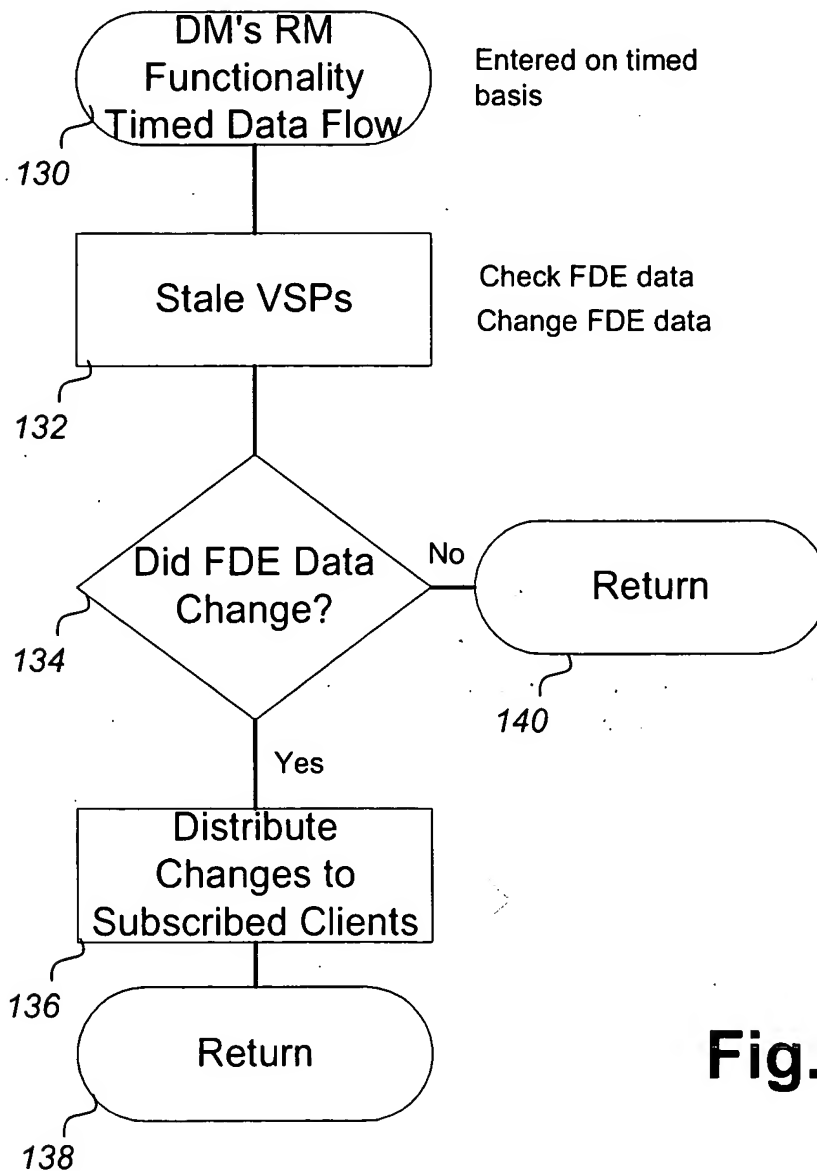 DM's RM
Functionality
Timed Data Flow
Entered on timed
basis
130
Stale VSPs
Check FDE data
Change FDE data
132
Did FDE Data
Change?
No
Return
134
140
Yes
Distribute
Changes to
Subscribed Clients
136
Return
Fig.
138